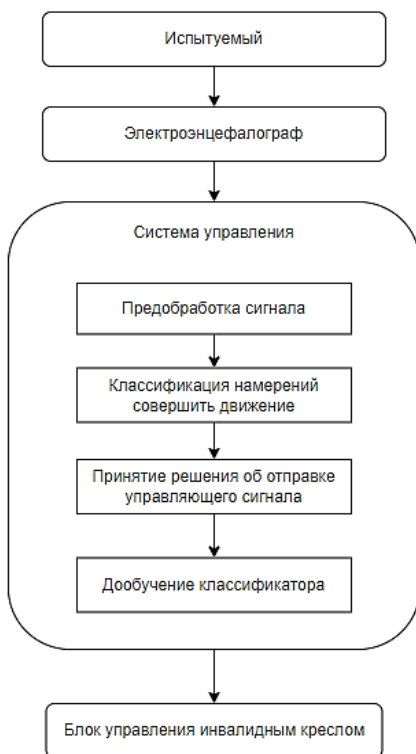 Испытуемый
Электроэнцефалограф
Система управления
Предобработка сигнала
Классификация намерений
совершить движение
Принятие решения об отправке
управляющего сигнала
Дообучение классификатора
Блок управления инвалидным креслом